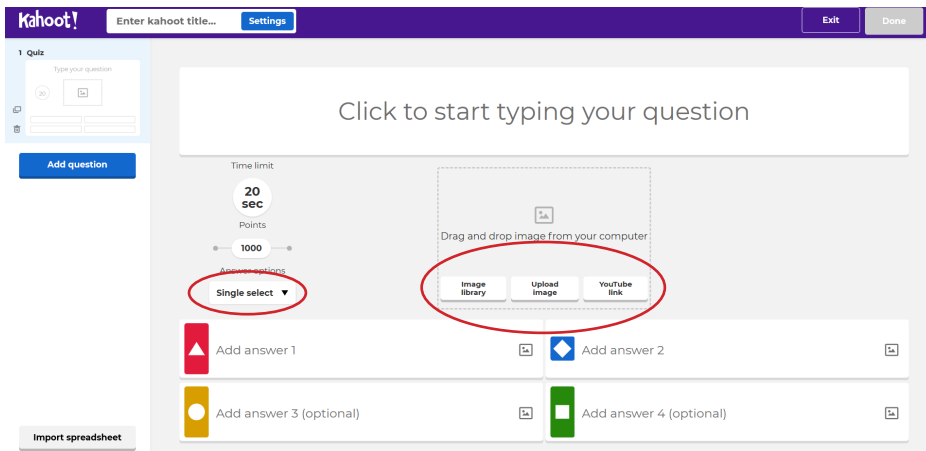 Kahoot!
Enter kahoot title...
Settings
Exit
Done
1 Quiz
Type your question
20
Add question
Click to start typing your question
Time limit
20
sec
Points
1000
Answer options
Single select
Drag and drop image from your computer
Image
library
Upload
image
YouTube
link
Add answer 1
Add answer 2
Add answer 3 (optional)
Add answer 4 (optional)
Import spreadsheet